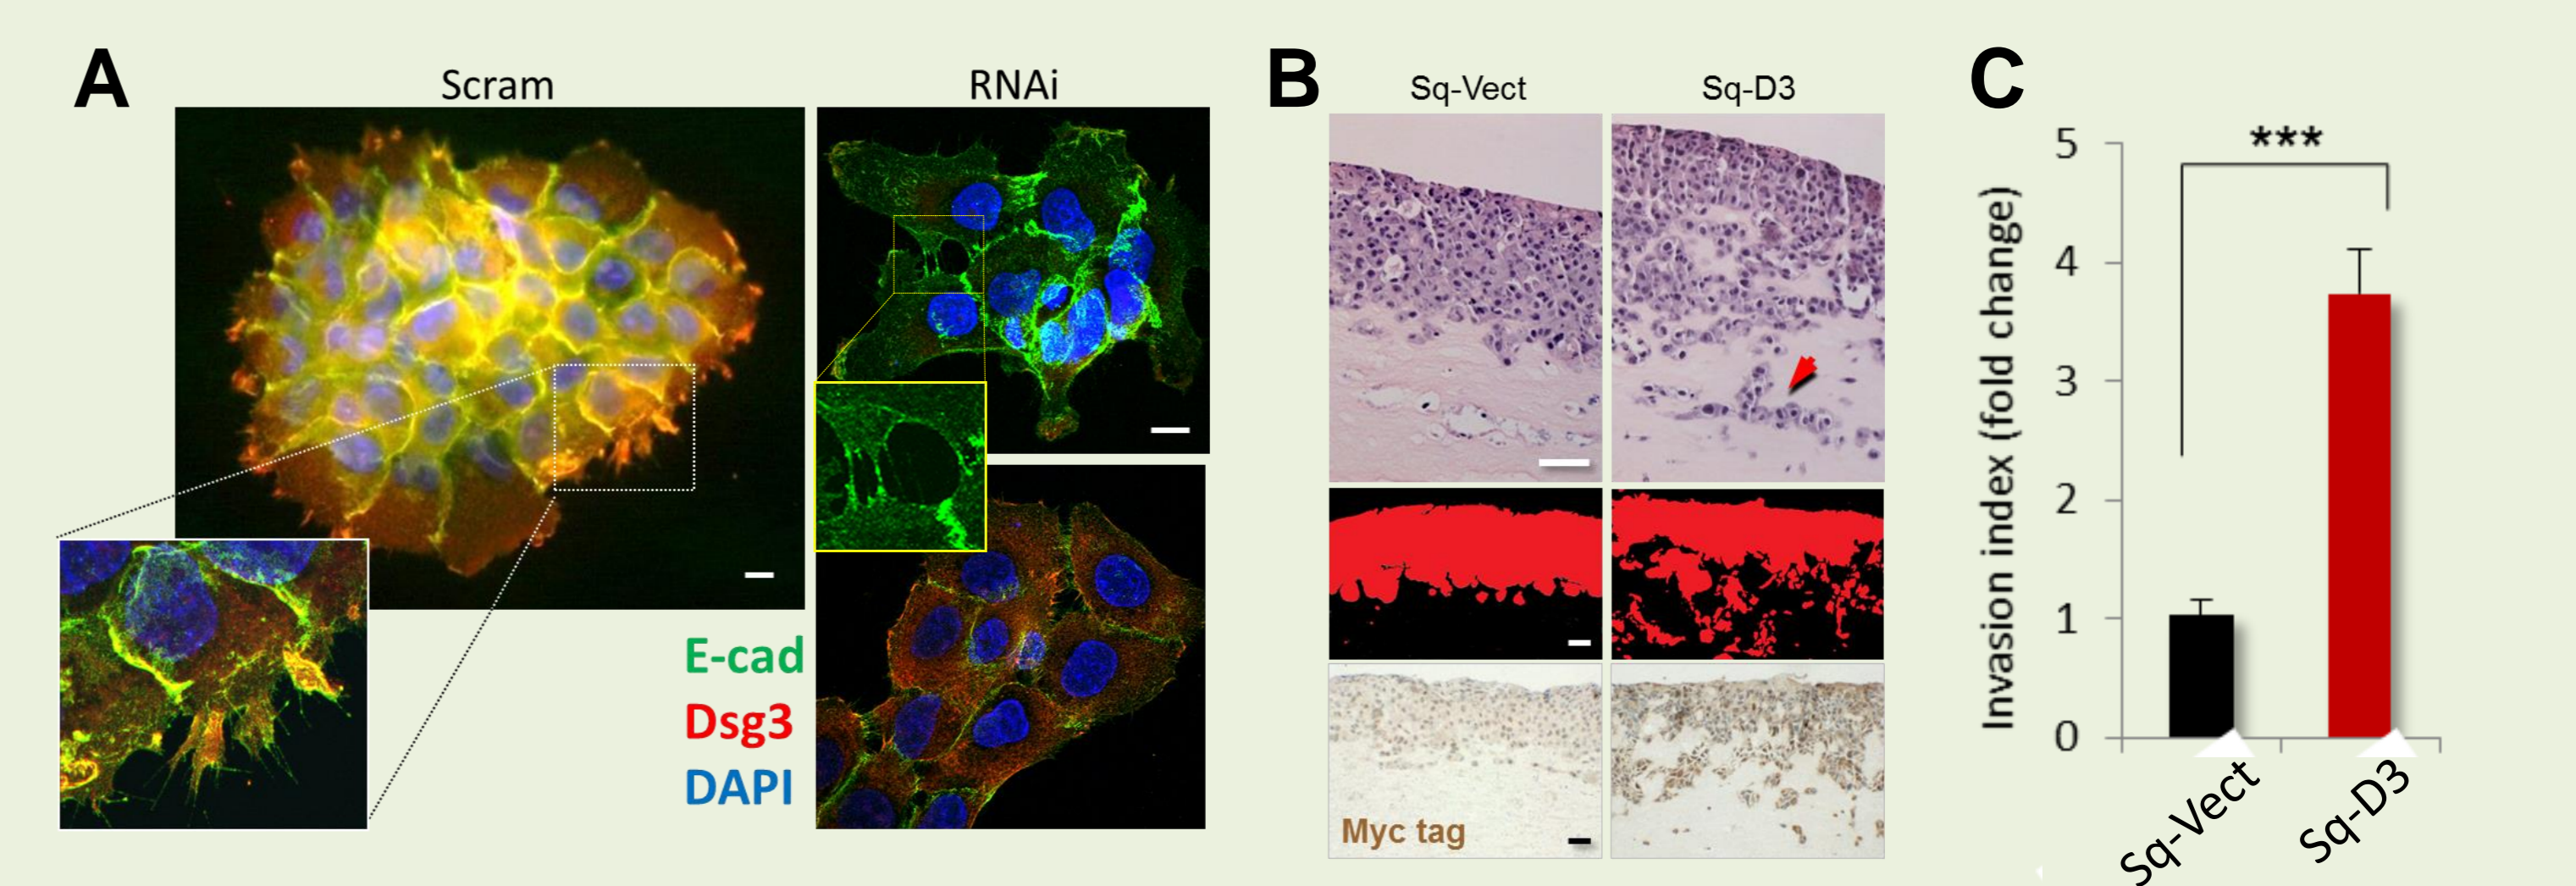 A
Scram
RNAi
E-cad
Dsg3
DAPI
B
Sq-Vect
Sq-D3
Myc tag
C
***
Invasion index (fold change)
5
4
3
2
1
0
Sq-Vect
Sq-D3